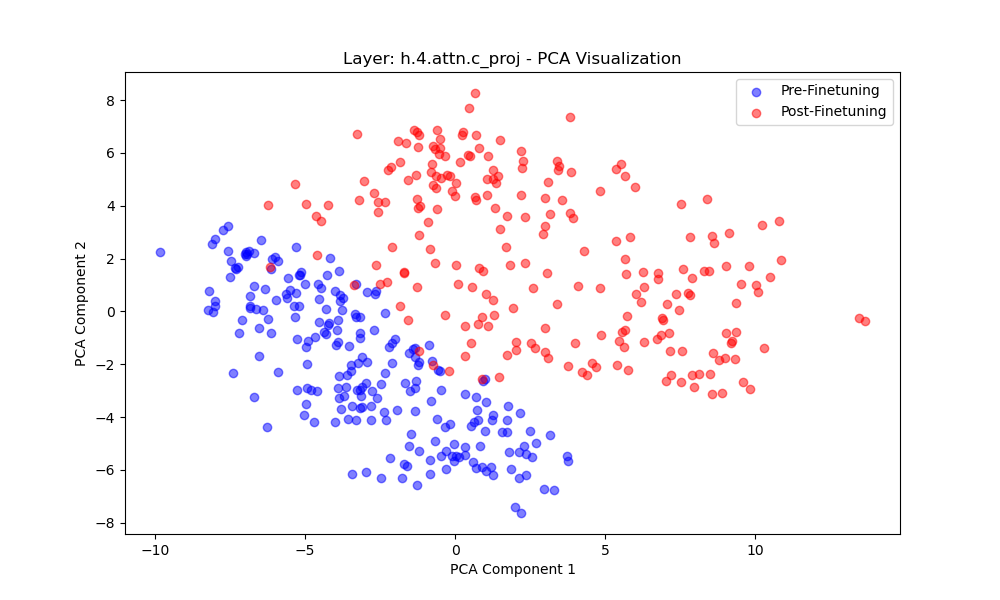 Layer: h.4.attn.c_proj - PCA Visualization
Pre-Finetuning
Post-Finetuning
8
6
4
2
0
−2
−4
−6
−8
PCA Component 2
−10
−5
0
5
10
PCA Component 1